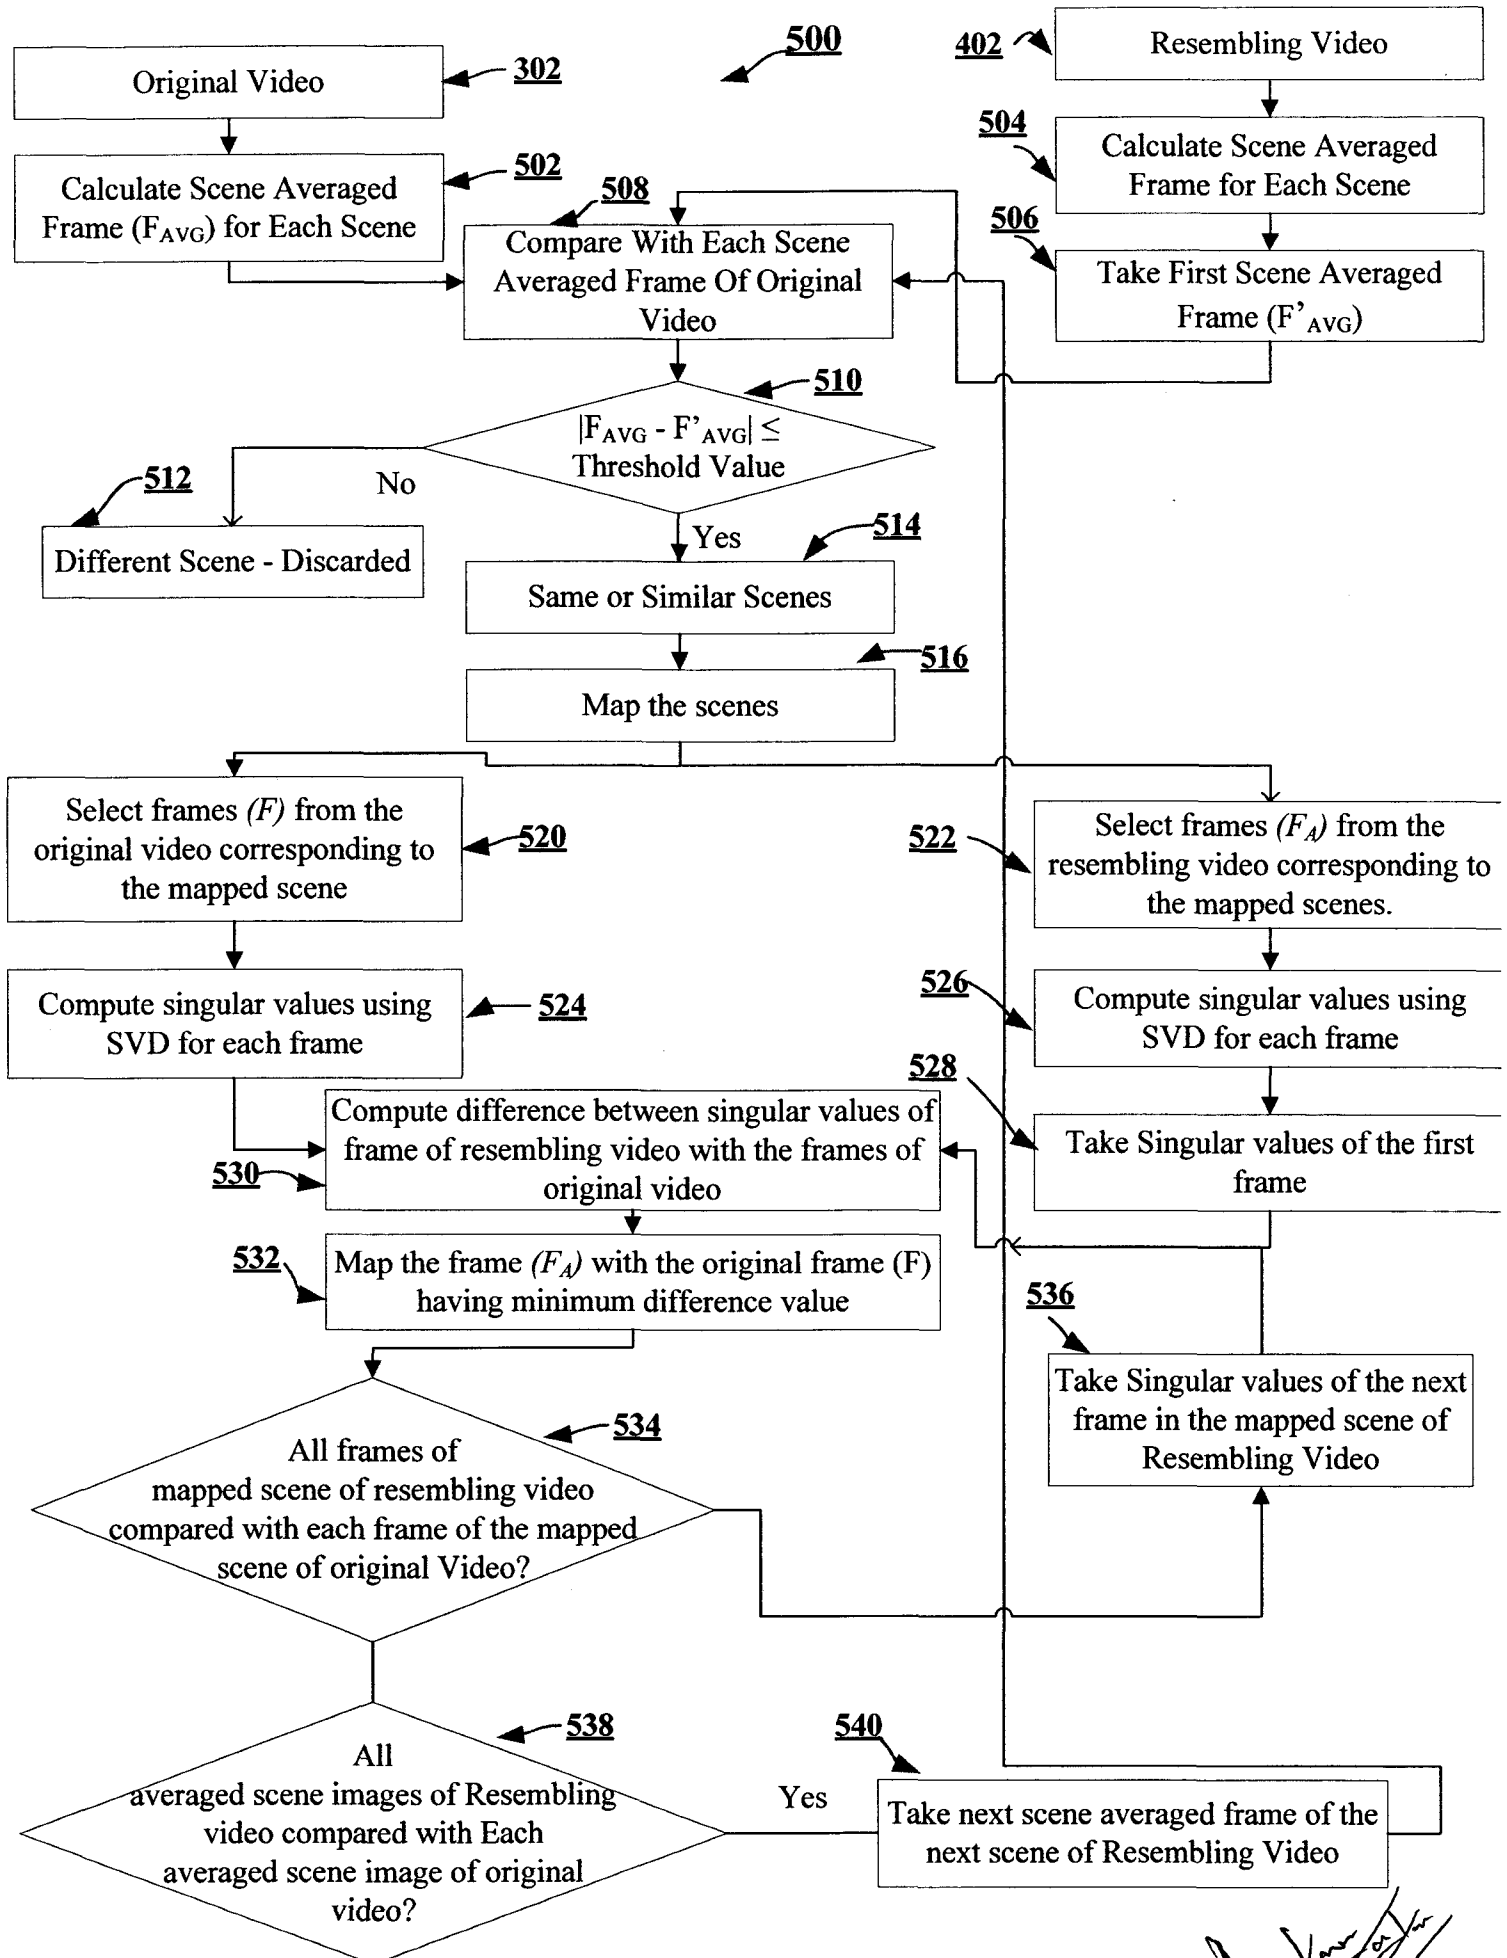 500
402
Resembling Video
Original Video
302
504
Calculate Scene Averaged
Frame for Each Scene
502
Calculate Scene Averaged
Frame (FAVG) for Each Scene
508
Compare With Each Scene
Averaged Frame Of Original
Video
506
Take First Scene Averaged
Frame (F’AVG)
510
|FAVG - F’AVG| ≤
Threshold Value
No
512
Different Scene - Discarded
Yes
514
Same or Similar Scenes
516
Map the scenes
Select frames (F) from the
original video corresponding to
the mapped scene
520
522
Select frames (FA) from the
resembling video corresponding to
the mapped scenes.
Compute singular values using
SVD for each frame
524
526
Compute singular values using
SVD for each frame
528
Take Singular values of the first
frame
Compute difference between singular values of
frame of resembling video with the frames of
original video
530
532
Map the frame (FA) with the original frame (F)
having minimum difference value
536
Take Singular values of the next
frame in the mapped scene of
Resembling Video
534
All frames of
mapped scene of resembling video
compared with each frame of the mapped
scene of original Video?
538
All
averaged scene images of Resembling
video compared with Each
averaged scene image of original
video?
Yes
540
Take next scene averaged frame of the
next scene of Resembling Video